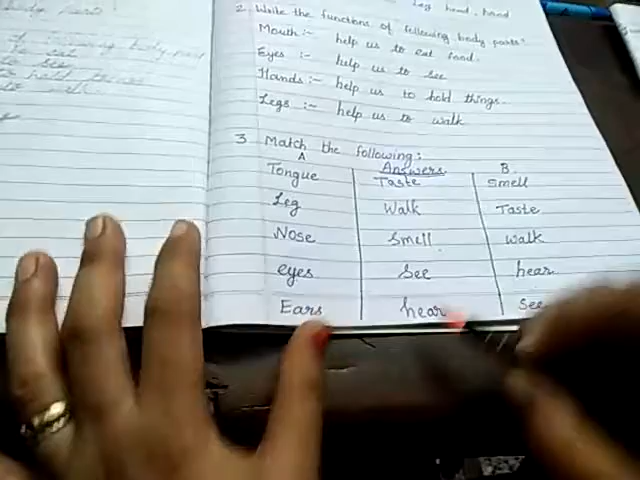 Leg hand, hand
2. Write the functions of following body parts:
Mouth:- help us to eat food.
Eyes :- help us to see
Hands :- help us to hold things.
Legs :- help us to walk
3 Match the following:
A Answers B.
Tongue Taste Smell
Leg Walk Taste
Nose Smell walk
eyes See hear
Ears hear See